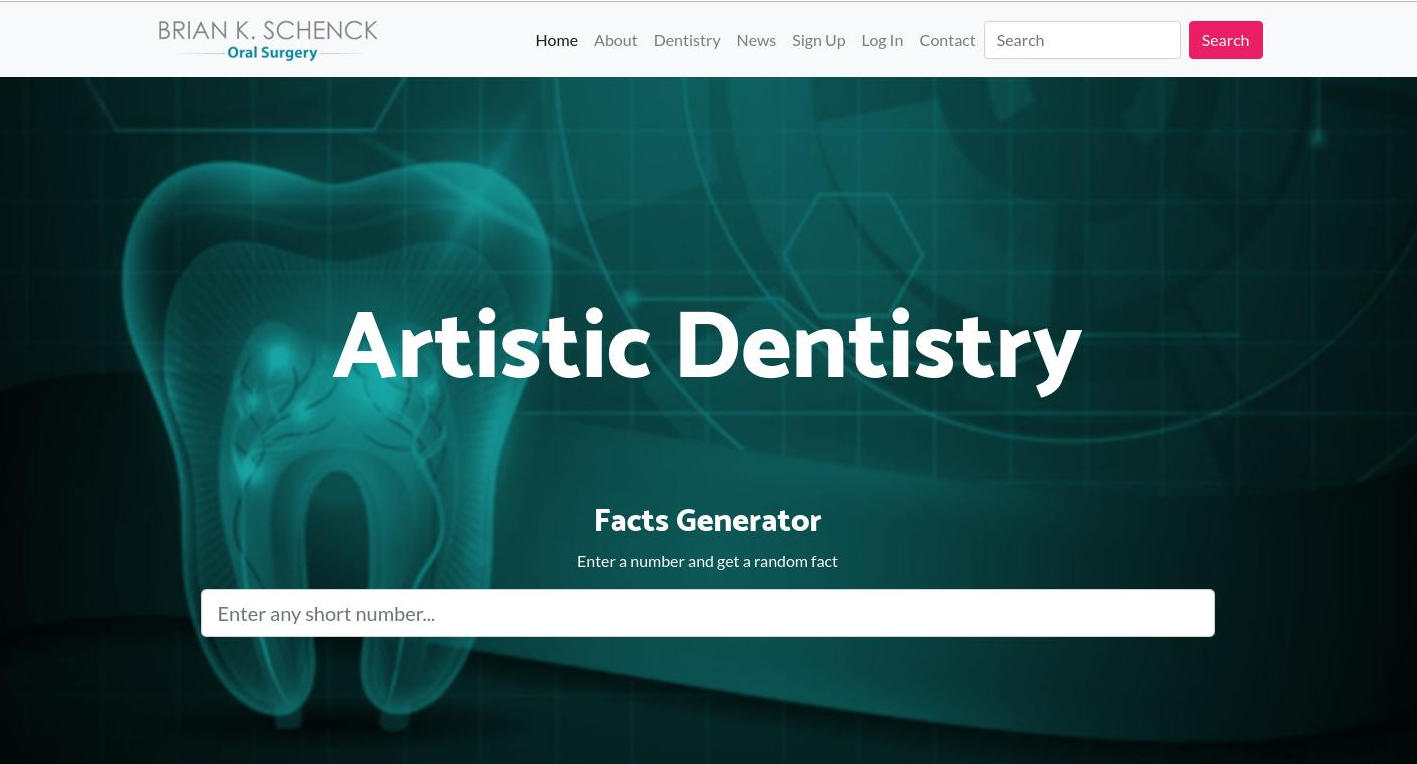 BRIAN K. SCHENCK
Oral Surgery
Home About Dentistry News Sign Up Log In Contact Search Search
Artistic Dentistry
Facts Generator
Enter a number and get a random fact
Enter any short number...